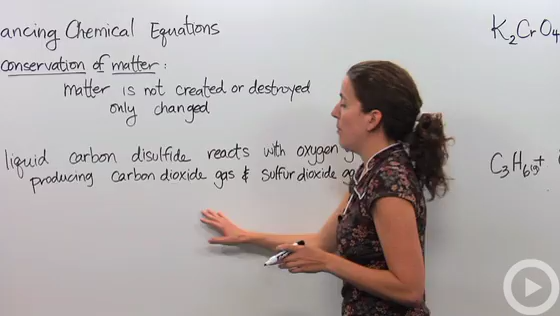 ancing Chemical Equations
conservation of matter:
matter is not created or destroyed
only changed
liquid carbon disulfide reacts with oxygen g
producing carbon dioxide gas & sulfur dioxide ga
K₂CrO₄
C₃H₆(g)+